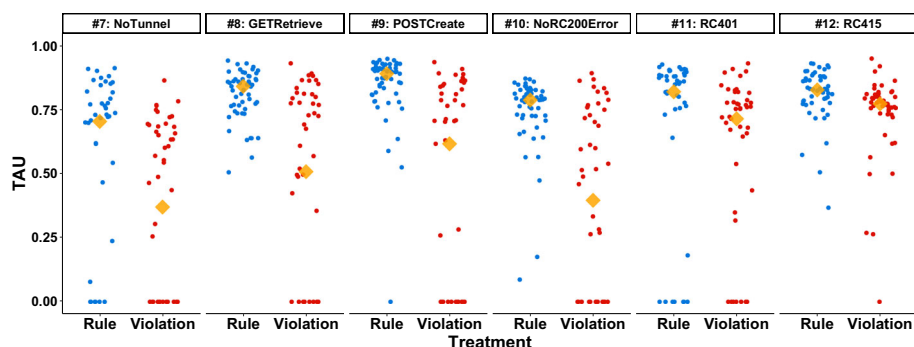 #7: NoTunnel #8: GETRetrieve #9: POSTCreate #10: NoRC200Error #11: RC401 #12: RC415
1.00
0.75
0.50
0.25
0.00
TAU
Rule Violation Rule Violation Rule Violation Rule Violation Rule Violation Rule Violation
Treatment